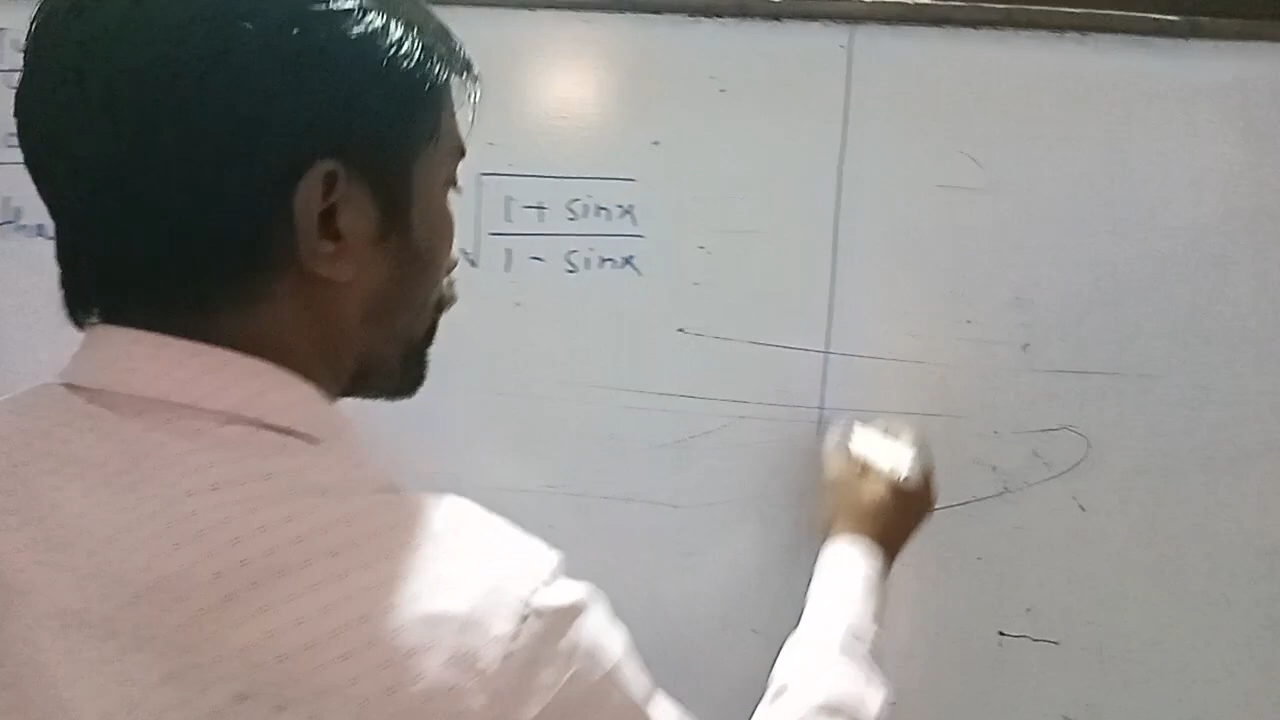 √(1 + sinx
1 - sinx)